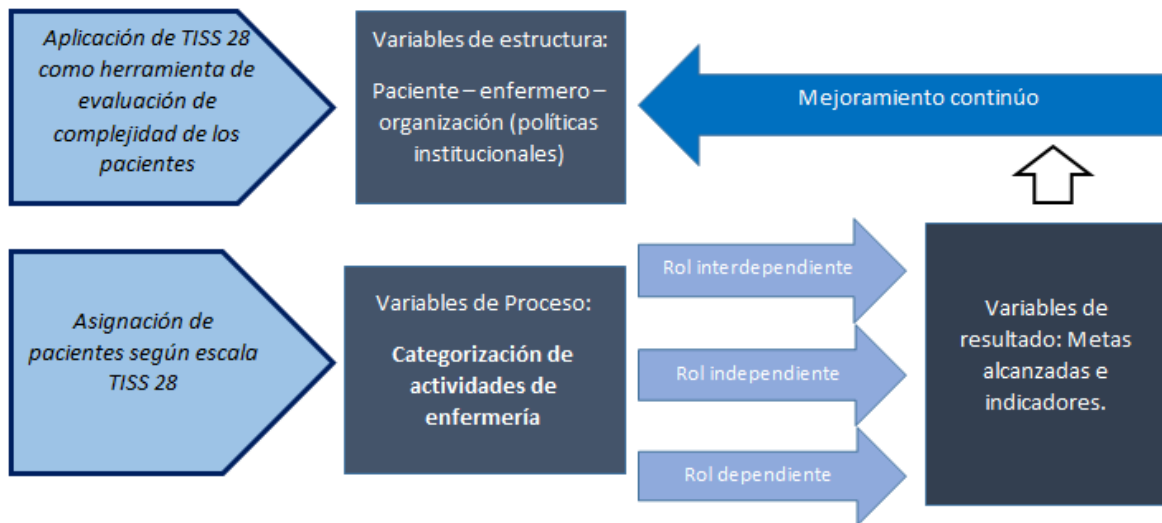 Aplicación de TISS 28
como herramienta de
evaluación de
complejidad de los
pacientes
Variables de estructura:
Paciente – enfermero –
organización (políticas
institucionales)
Mejoramiento continúo
Asignación de
pacientes según escala
TISS 28
Variables de Proceso:
Categorización de
actividades de
enfermería
Rol interdependiente
Rol independiente
Rol dependiente
Variables de
resultado: Metas
alcanzadas e
indicadores.